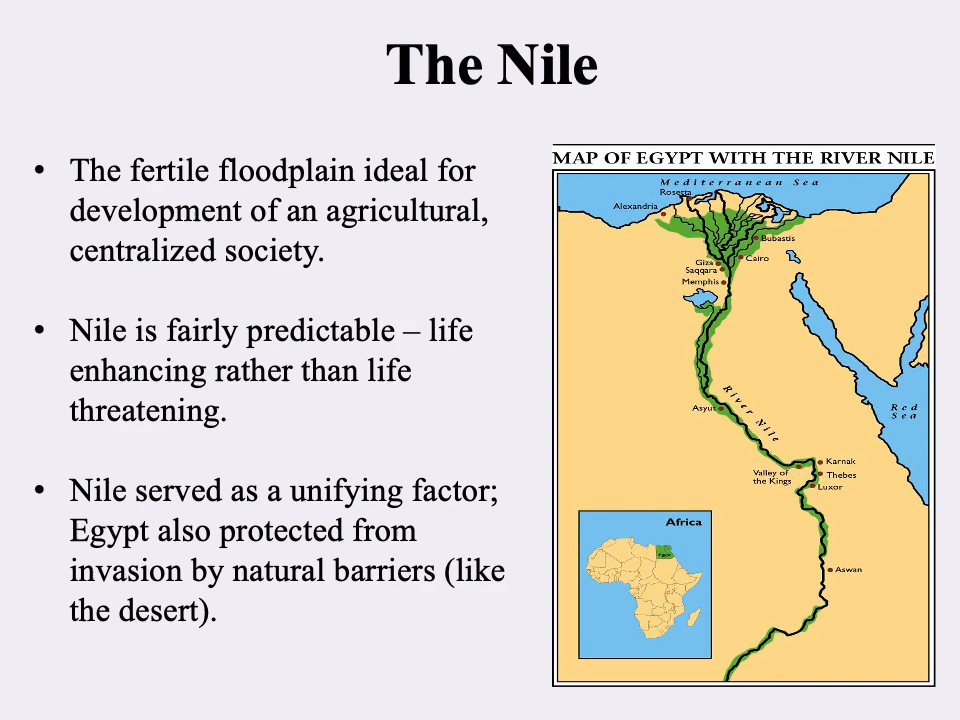 The Nile
• The fertile floodplain ideal for
development of an agricultural,
centralized society.
• Nile is fairly predictable – life
enhancing rather than life
threatening.
• Nile served as a unifying factor;
Egypt also protected from
invasion by natural barriers (like
the desert).
MAP OF EGYPT WITH THE RIVER NILE
Mediterranean Sea
Rosetta
Alexandria
Bubastis
Cairo
Giza
Saqqara
Memphis
River Nile
Asyut
Red
Sea
Karnak
Valley of
the Kings
Thebes
Luxor
Africa
Egypt
Aswan